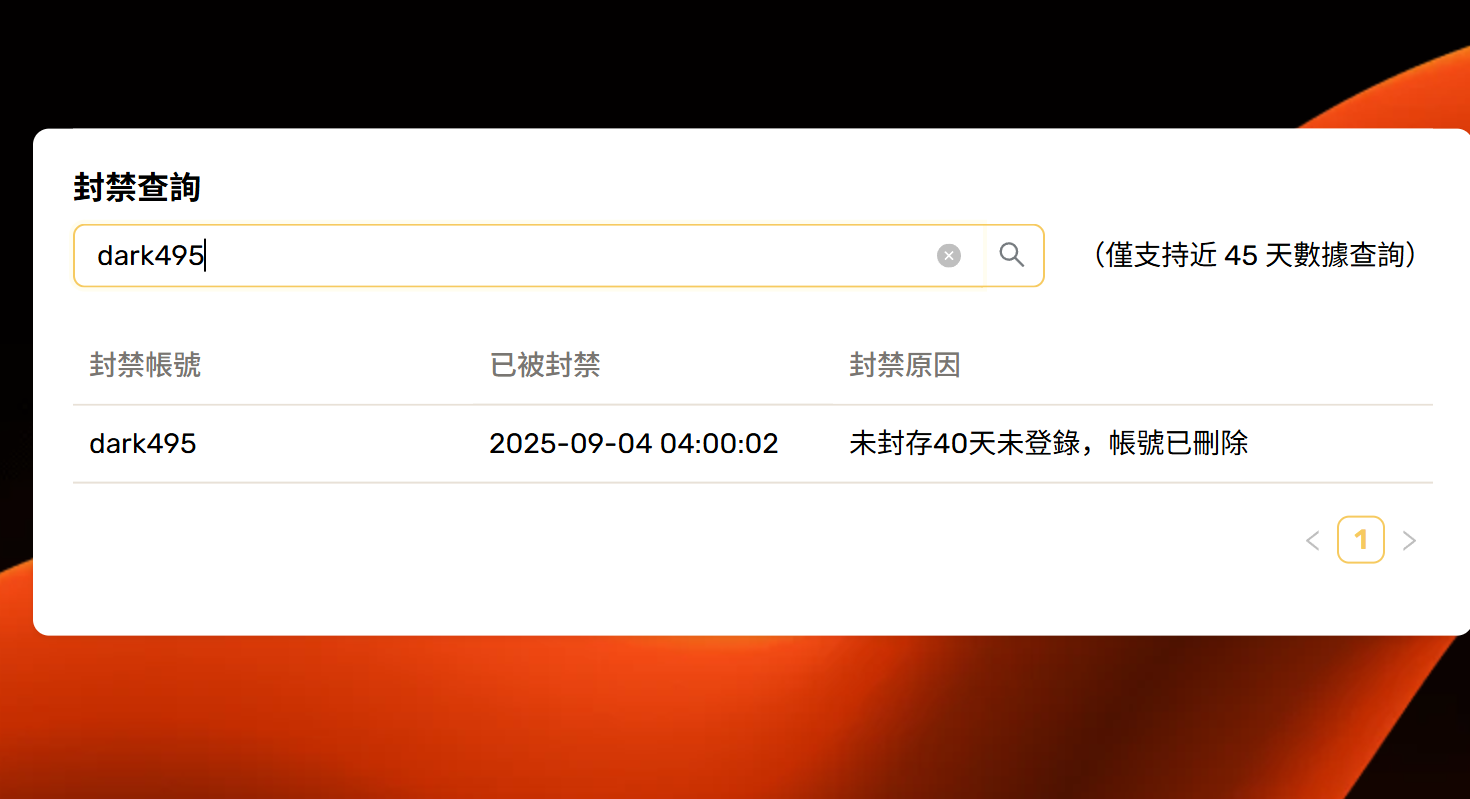 封禁查詢
dark495 （僅支持近 45 天數據查詢）
封禁帳號 已被封禁 封禁原因
dark495 2025-09-04 04:00:02 未封存40天未登錄，帳號已刪除
< 1 >